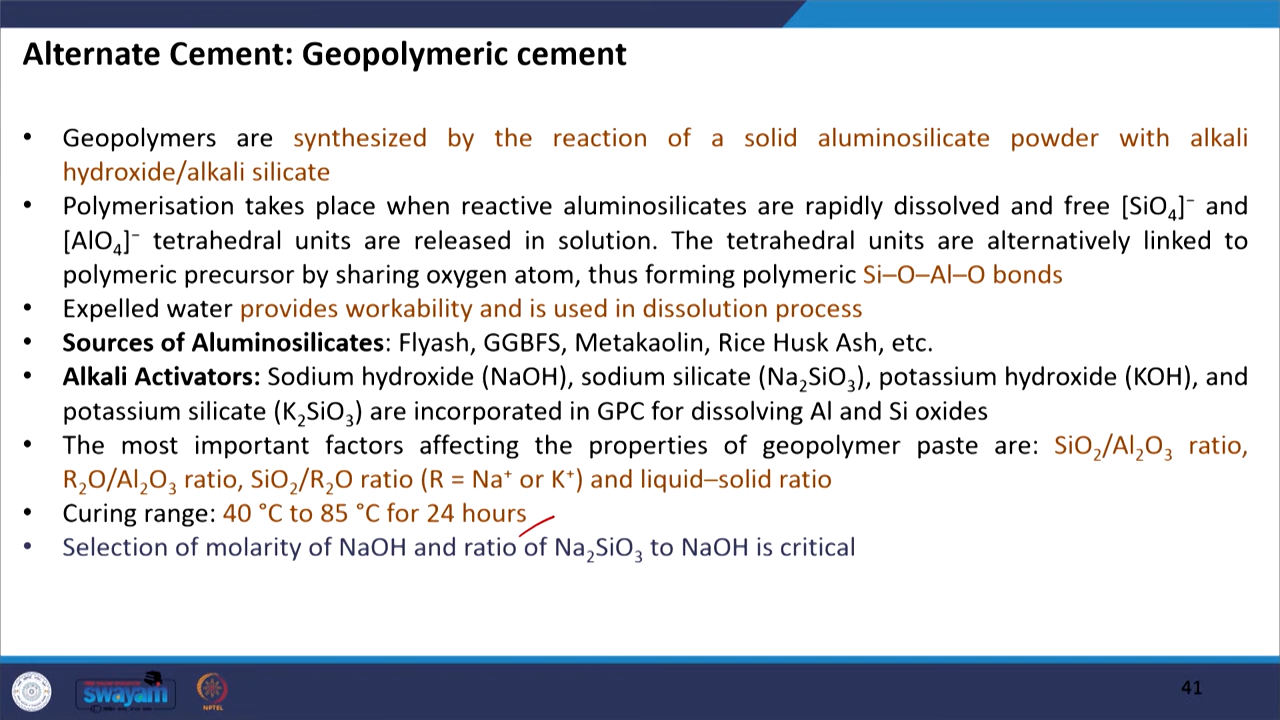 Alternate Cement: Geopolymeric cement
• Geopolymers are synthesized by the reaction of a solid aluminosilicate powder with alkali
hydroxide/alkali silicate
• Polymerisation takes place when reactive aluminosilicates are rapidly dissolved and free [SiO₄]⁻ and
[AlO₄]⁻ tetrahedral units are released in solution. The tetrahedral units are alternatively linked to
polymeric precursor by sharing oxygen atom, thus forming polymeric Si–O–Al–O bonds
• Expelled water provides workability and is used in dissolution process
• Sources of Aluminosilicates: Flyash, GGBFS, Metakaolin, Rice Husk Ash, etc.
• Alkali Activators: Sodium hydroxide (NaOH), sodium silicate (Na₂SiO₃), potassium hydroxide (KOH), and
potassium silicate (K₂SiO₃) are incorporated in GPC for dissolving Al and Si oxides
• The most important factors affecting the properties of geopolymer paste are: SiO₂/Al₂O₃ ratio,
R₂O/Al₂O₃ ratio, SiO₂/R₂O ratio (R = Na⁺ or K⁺) and liquid–solid ratio
• Curing range: 40 °C to 85 °C for 24 hours
• Selection of molarity of NaOH and ratio of Na₂SiO₃ to NaOH is critical
swayam
NPTEL
41